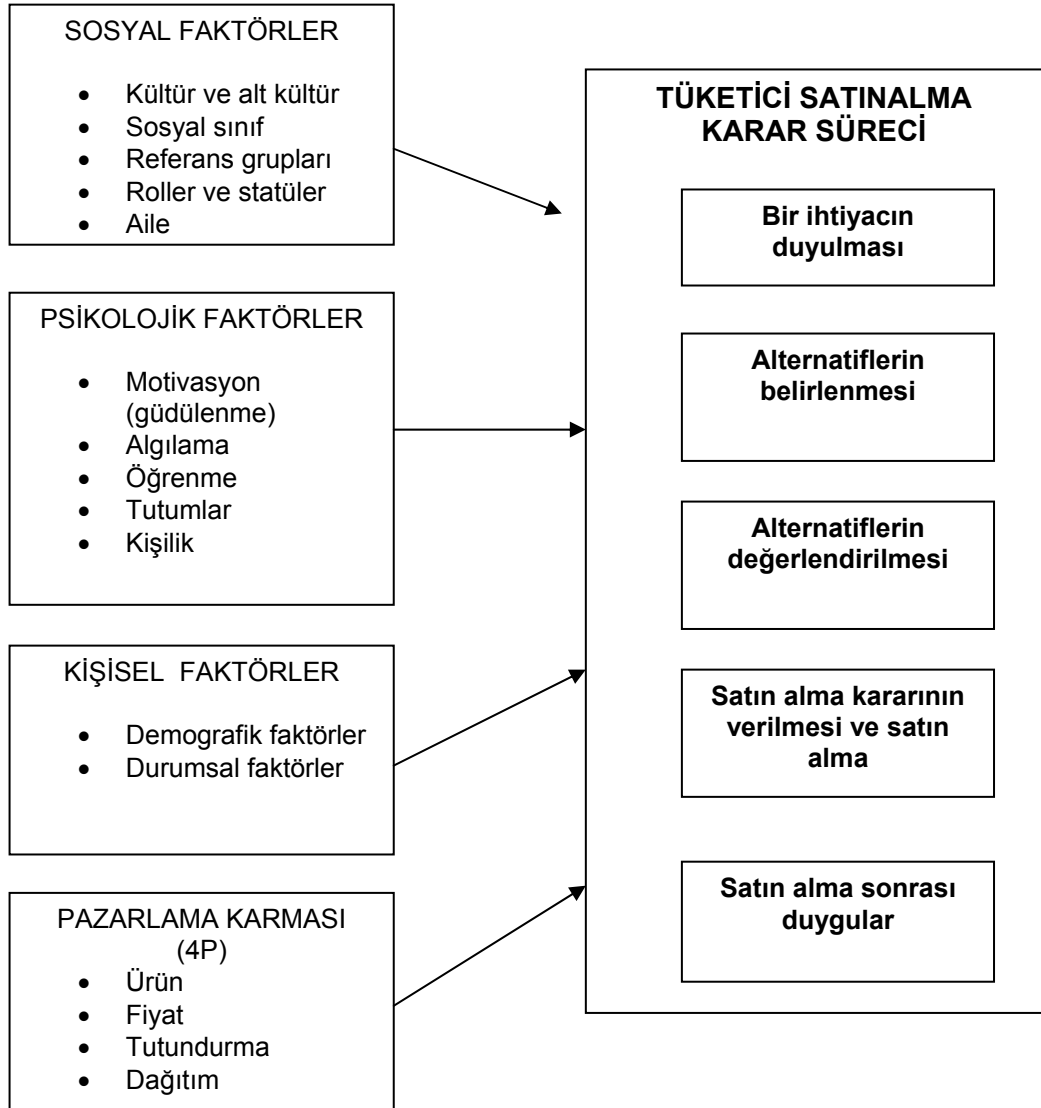 SOSYAL FAKTÖRLER
• Kültür ve alt kültür
• Sosyal sınıf
• Referans grupları
• Roller ve statüler
• Aile
PSİKOLOJİK FAKTÖRLER
• Motivasyon
(güdülenme)
• Algılama
• Öğrenme
• Tutumlar
• Kişilik
KİŞİSEL FAKTÖRLER
• Demografik faktörler
• Durumsal faktörler
PAZARLAMA KARMASI
(4P)
• Ürün
• Fiyat
• Tutundurma
• Dağıtım
TÜKETİCİ SATINALMA
KARAR SÜRECİ
Bir ihtiyacın
duyulması
Alternatiflerin
belirlenmesi
Alternatiflerin
değerlendirilmesi
Satın alma kararının
verilmesi ve satın
alma
Satın alma sonrası
duygular